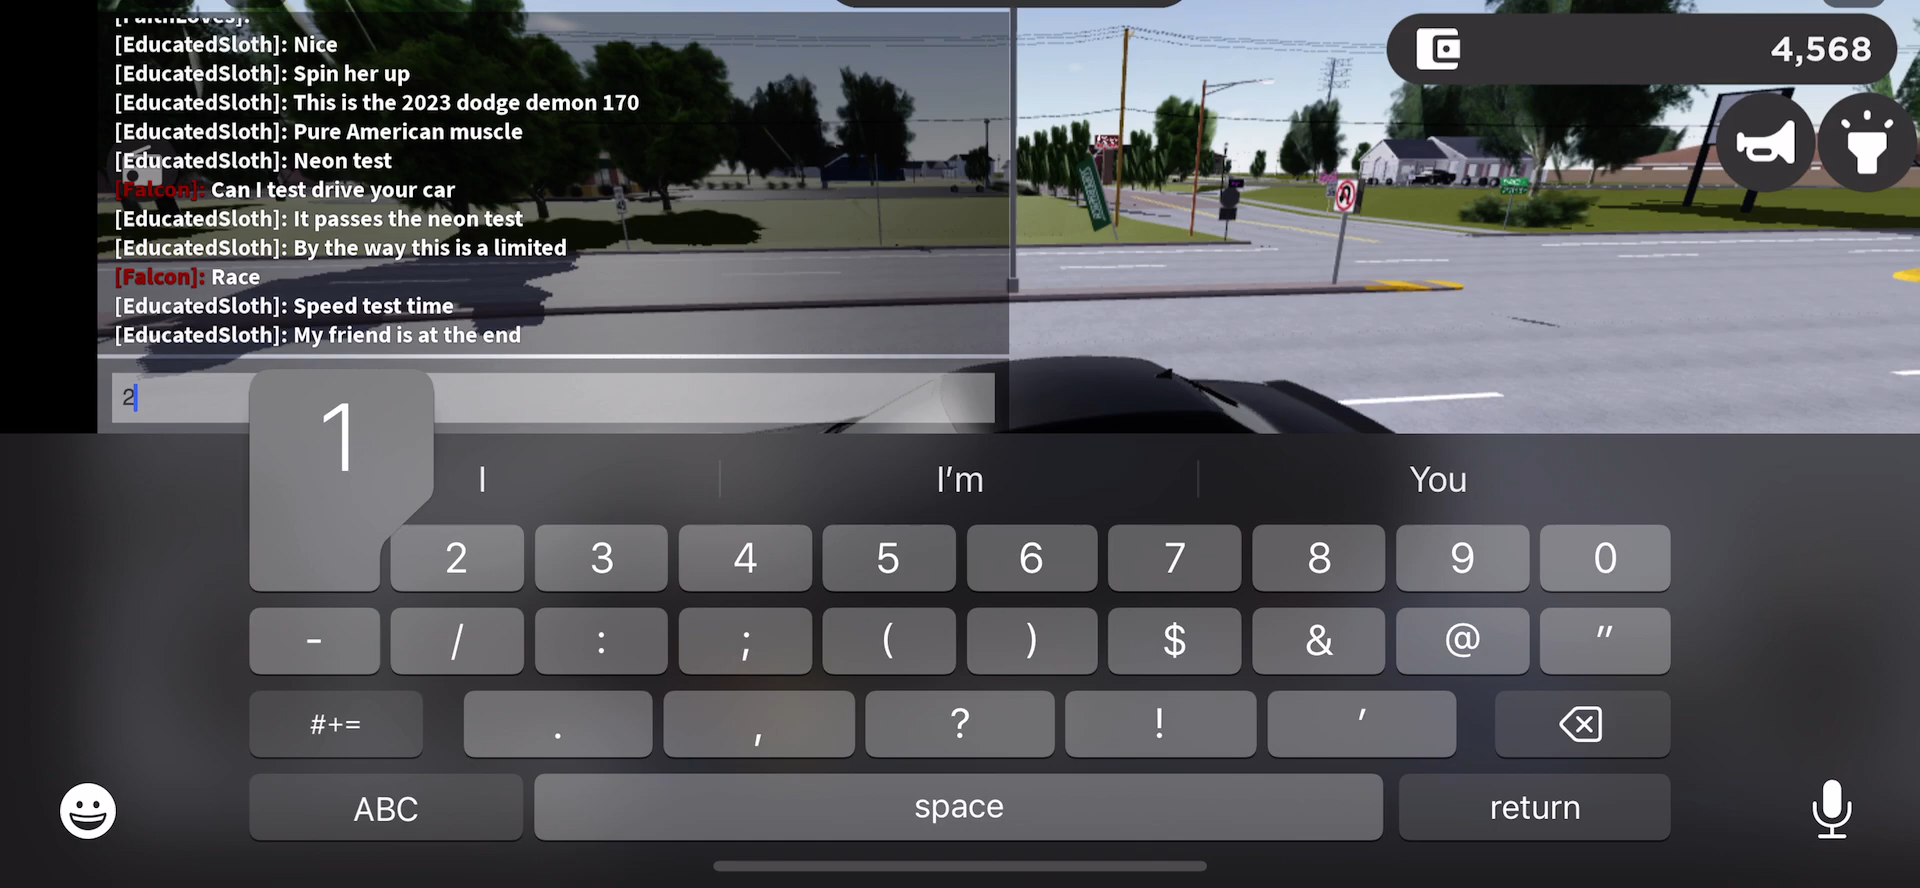 [FaithLoves]:
[EducatedSloth]: Nice
[EducatedSloth]: Spin her up
[EducatedSloth]: This is the 2023 dodge demon 170
[EducatedSloth]: Pure American muscle
[EducatedSloth]: Neon test
[Falcon]: Can I test drive your car
[EducatedSloth]: It passes the neon test
[EducatedSloth]: By the way this is a limited
[Falcon]: Race
[EducatedSloth]: Speed test time
[EducatedSloth]: My friend is at the end
4,568
2
1
I I’m You
2 3 4 5 6 7 8 9 0
- / : ; ( ) $ & @ "
#+= . , ? ! ’
ABC space return